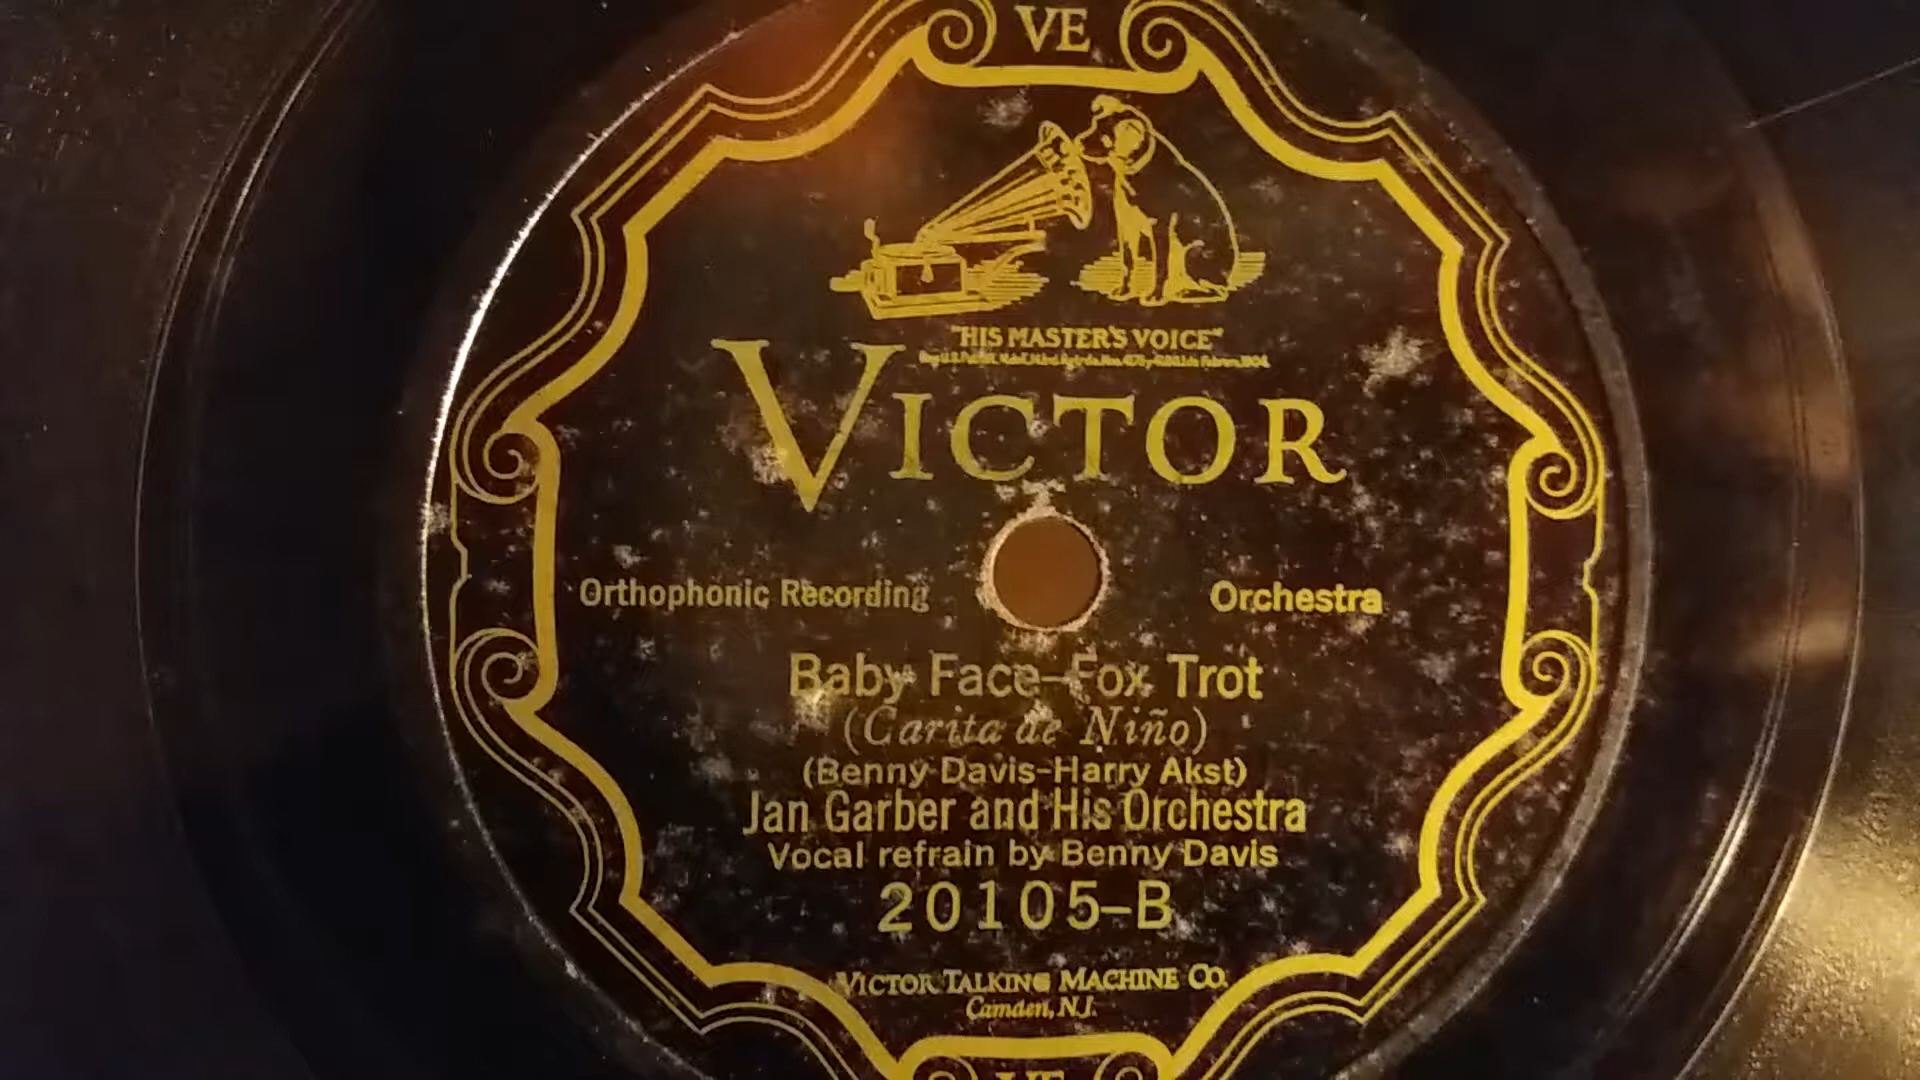 VE
"HIS MASTER'S VOICE"
VICTOR
Orthophonic Recording
Orchestra
Baby Face–Fox Trot
(Carita de Niño)
(Benny Davis-Harry Akst)
Jan Garber and His Orchestra
Vocal refrain by Benny Davis
20105–B
VICTOR TALKING MACHINE CO.
Camden, N.J.
VE